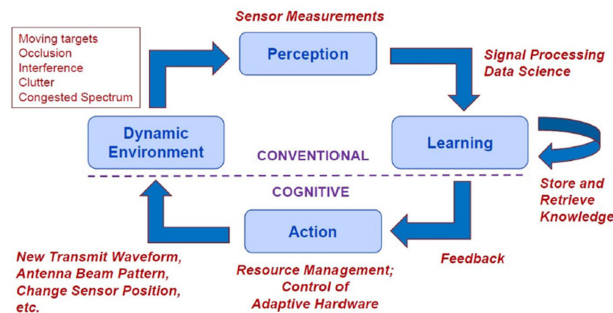 Sensor Measurements
Moving targets
Occlusion
Interference
Clutter
Congested Spectrum
Perception
Signal Processing
Data Science
Dynamic
Environment
Learning
CONVENTIONAL
COGNITIVE
Store and
Retrieve
Knowledge
Action
Feedback
New Transmit Waveform,
Antenna Beam Pattern,
Change Sensor Position,
etc.
Resource Management;
Control of
Adaptive Hardware